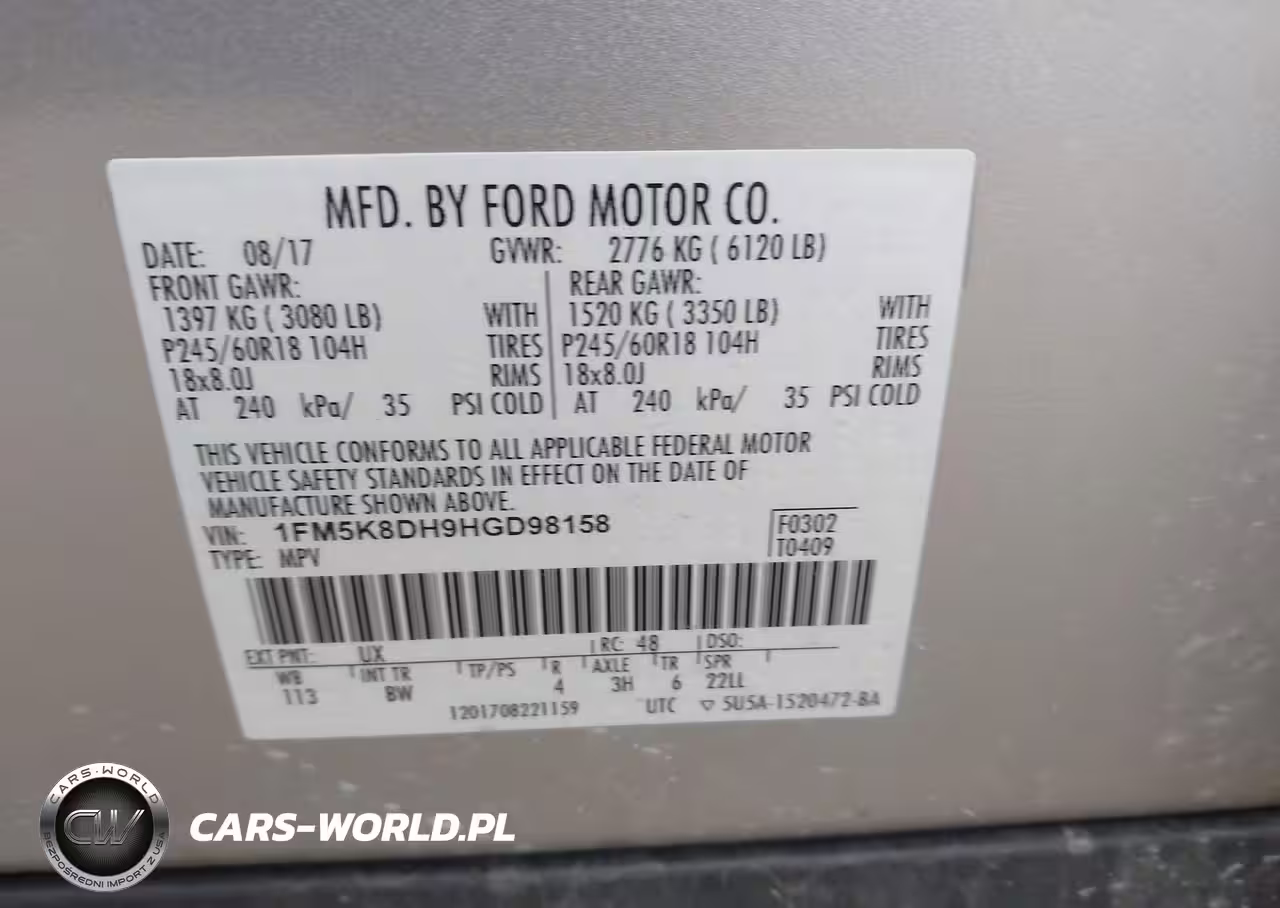 MFD. BY FORD MOTOR CO.
DATE: 08/17 GVWR: 2776 KG ( 6120 LB)
FRONT GAWR: REAR GAWR:
1397 KG ( 3080 LB) WITH 1520 KG ( 3350 LB) WITH
P245/60R18 104H TIRES P245/60R18 104H TIRES
18x8.0J RIMS 18x8.0J RIMS
AT 240 kPa/ 35 PSI COLD AT 240 kPa/ 35 PSI COLD
THIS VEHICLE CONFORMS TO ALL APPLICABLE FEDERAL MOTOR
VEHICLE SAFETY STANDARDS IN EFFECT ON THE DATE OF
MANUFACTURE SHOWN ABOVE.
VIN: 1FM5K8DH9HGD98158 F0302
TYPE: MPV T0409
EXT PNT: UX RC: 48 DSO:
WB INT TR TP/PS R AXLE TR SPR
113 BW 4 3H 6 22LL
1201708221159 UTC ▽ 5U5A-1520472-BA
CARS-WORLD
CW
BEZPOŚREDNI IMPORT Z USA
CARS-WORLD.PL